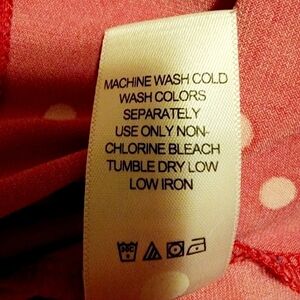 MACHINE WASH COLD
WASH COLORS
SEPARATELY
USE ONLY NON-
CHLORINE BLEACH
TUMBLE DRY LOW
LOW IRON